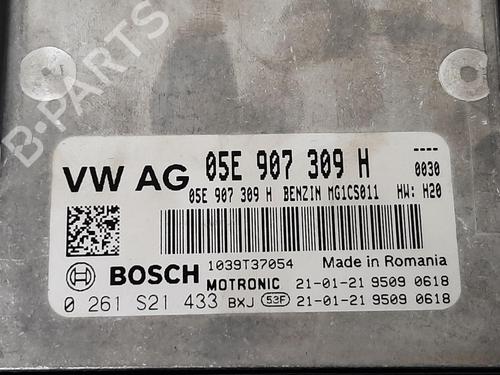 B·PARTS
VW AG 05E 907 309 H 0030
05E 907 309 H BENZIN MG1CS011 HW: H20
BOSCH 1039T37054 Made in Romania
MOTRONIC 21-01-21 9509 0618
0 261 S21 433 BXJ 53F 21-01-21 9509 0618